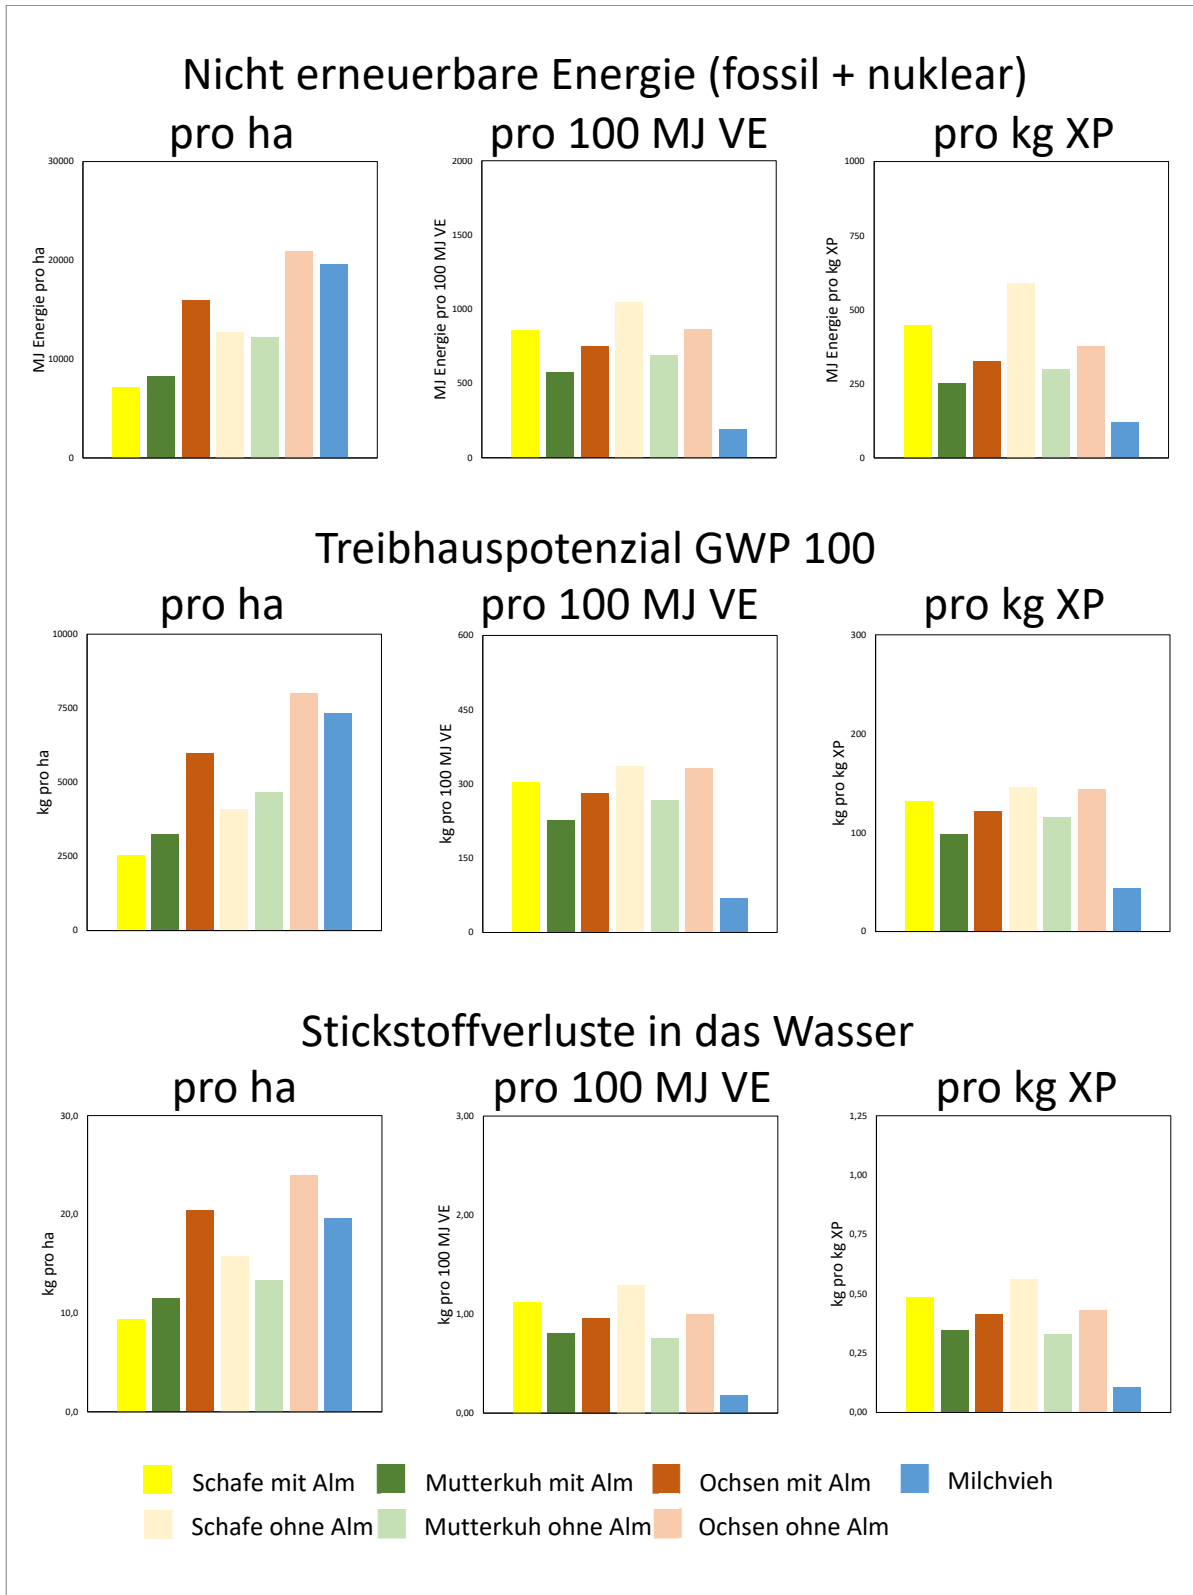 Nicht erneuerbare Energie (fossil + nuklear)
pro ha
pro 100 MJ VE
pro kg XP
MJ Energie pro ha
30000
20000
10000
0
MJ Energie pro 100 MJ VE
2000
1500
1000
500
0
MJ Energie pro kg XP
1000
750
500
250
0
Treibhauspotenzial GWP 100
pro ha
pro 100 MJ VE
pro kg XP
kg pro ha
10000
7500
5000
2500
0
kg pro 100 MJ VE
600
450
300
150
0
kg pro kg XP
300
200
100
0
Stickstoffverluste in das Wasser
pro ha
pro 100 MJ VE
pro kg XP
kg pro ha
30,0
20,0
10,0
0,0
kg pro 100 MJ VE
3,00
2,00
1,00
0,00
kg pro kg XP
1,25
1,00
0,75
0,50
0,25
0,00
Schafe mit Alm
Mutterkuh mit Alm
Ochsen mit Alm
Milchvieh
Schafe ohne Alm
Mutterkuh ohne Alm
Ochsen ohne Alm